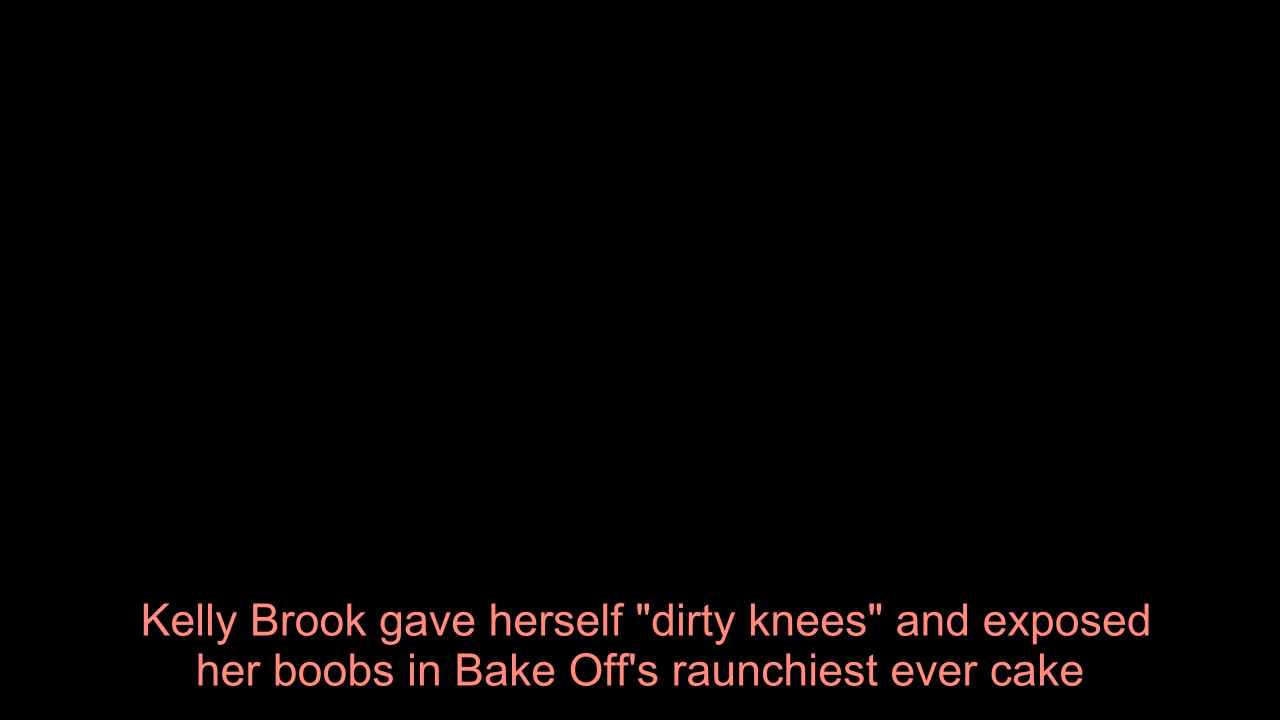 Kelly Brook gave herself "dirty knees" and exposed
her boobs in Bake Off's raunchiest ever cake